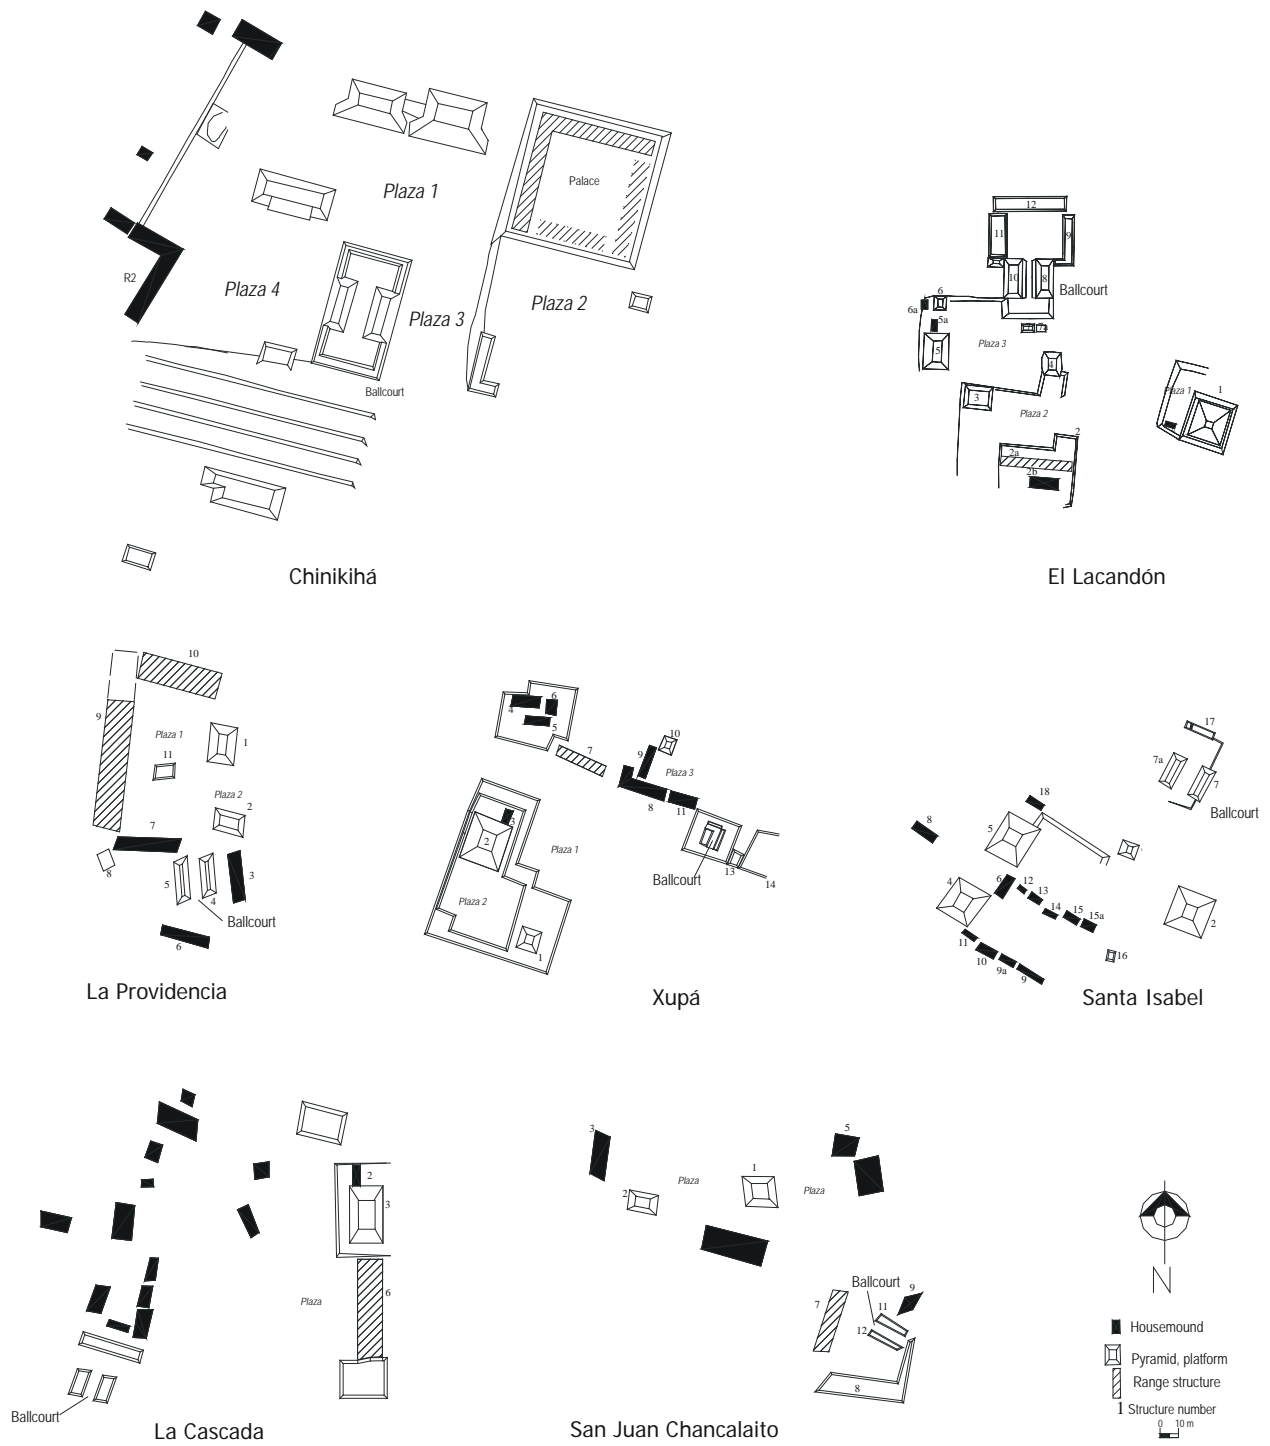 Palace
Plaza 1
R2
Plaza 4
Plaza 3
Plaza 2
Ballcourt
Chinikihá
12
11
9
10
8
Ballcourt
6
6a
5a
7a
5
Plaza 3
4
3
Plaza 2
Plaza 1
1
2
2a
2b
El Lacandón
10
9
Plaza 1
1
11
Plaza 2
2
7
8
5
4
3
Ballcourt
6
La Providencia
6
4
5
7
10
9
Plaza 3
8
11
3
2
Plaza 1
Ballcourt
13
14
Plaza 2
1
Xupá
17
7a
7
Ballcourt
18
8
5
4
6
12
13
14
15
15a
2
11
10
9a
9
16
Santa Isabel
2
3
6
Plaza
Ballcourt
La Cascada
3
5
1
Plaza
Plaza
2
Ballcourt
9
7
11
12
8
San Juan Chancalaito
N
Housemound
Pyramid, platform
Range structure
1 Structure number
0 10 m